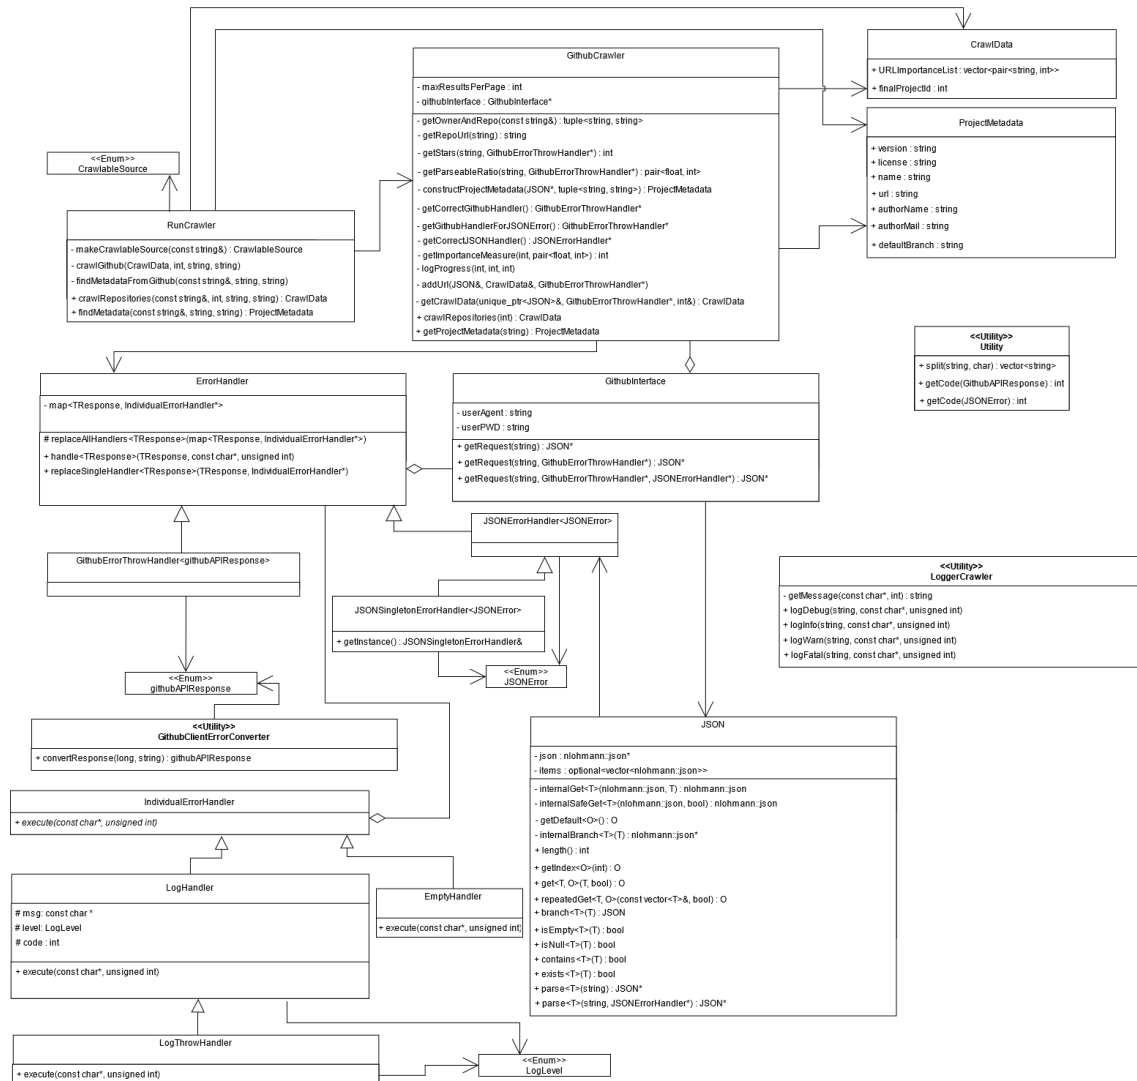 CrawlData
+ URLImportanceList : vector<pair<string, int>>
+ finalProjectId : int
GithubCrawler
- maxResultsPerPage : int
- githubInterface : GithubInterface*
- getOwnerAndRepo(const string&) : tuple<string, string>
- getRepoUrl(string) : string
- getStars(string, GithubErrorThrowHandler*) : int
- getParseableRatio(string, GithubErrorThrowHandler*) : pair<float, int>
- constructProjectMetadata(JSON*, tuple<string, string>) : ProjectMetadata
- getCorrectGithubHandler() : GithubErrorThrowHandler*
- getGithubHandlerForJSONError() : GithubErrorThrowHandler*
- getCorrectJSONHandler() : JSONErrorHandler*
- getImportanceMeasure(int, pair<float, int>) : int
- logProgress(int, int, int)
- addUrl(JSON&, CrawlData&, GithubErrorThrowHandler*)
- getCrawlData(unique_ptr<JSON>&, GithubErrorThrowHandler*, int&) : CrawlData
+ crawlRepositories(int) : CrawlData
+ getProjectMetadata(string) : ProjectMetadata
ProjectMetadata
+ version : string
+ license : string
+ name : string
+ url : string
+ authorName : string
+ authorMail : string
+ defaultBranch : string
<<Enum>>
CrawlableSource
RunCrawler
- makeCrawlableSource(const string&) : CrawlableSource
- crawlGithub(CrawlData, int, string, string)
- findMetadataFromGithub(const string&, string, string)
+ crawlRepositories(const string&, int, string, string) : CrawlData
+ findMetadata(const string&, string, string) : ProjectMetadata
<<Utility>>
Utility
+ split(string, char) : vector<string>
+ getCode(GithubAPIResponse) : int
+ getCode(JSONError) : int
ErrorHandler
- map<TResponse, IndividualErrorHandler*>
# replaceAllHandlers<TResponse>(map<TResponse, IndividualErrorHandler*>)
+ handle<TResponse>(TResponse, const char*, unsigned int)
+ replaceSingleHandler<TResponse>(TResponse, IndividualErrorHandler*)
GithubInterface
- userAgent : string
- userPWD : string
+ getRequest(string) : JSON*
+ getRequest(string, GithubErrorThrowHandler*) : JSON*
+ getRequest(string, GithubErrorThrowHandler*, JSONErrorHandler*) : JSON*
JSONErrorHandler<JSONError>
GithubErrorThrowHandler<githubAPIResponse>
JSONSingletonErrorHandler<JSONError>
+ getInstance() : JSONSingletonErrorHandler&
<<Utility>>
LoggerCrawler
- getMessage(const char*, int) : string
+ logDebug(string, const char*, unisgned int)
+ logInfo(string, const char*, unsigned int)
+ logWarn(string, const char*, unsigned int)
+ logFatal(string, const char*, unsigned int)
<<Enum>>
githubAPIResponse
<<Enum>>
JSONError
<<Utility>>
GithubClientErrorConverter
+ convertResponse(long, string) : githubAPIResponse
JSON
- json : nlohmann::json*
- items : optional<vector<nlohmann::json>>
- internalGet<T>(nlohmann::json, T) : nlohmann::json
- internalSafeGet<T>(nlohmann::json, bool) : nlohmann::json
- getDefault<O>() : O
- internalBranch<T>(T) : nlohmann::json*
+ length() : int
+ getIndex<O>(int) : O
+ get<T, O>(T, bool) : O
+ repeatedGet<T, O>(const vector<T>&, bool) : O
+ branch<T>(T) : JSON
+ isEmpty<T>(T) : bool
+ isNull<T>(T) : bool
+ contains<T>(T) : bool
+ exists<T>(T) : bool
+ parse<T>(string) : JSON*
+ parse<T>(string, JSONErrorHandler*) : JSON*
IndividualErrorHandler
+ execute(const char*, unsigned int)
LogHandler
# msg: const char *
# level: LogLevel
# code : int
+ execute(const char*, unsigned int)
EmptyHandler
+ execute(const char*, unsigned int)
LogThrowHandler
+ execute(const char*, unsigned int)
<<Enum>>
LogLevel